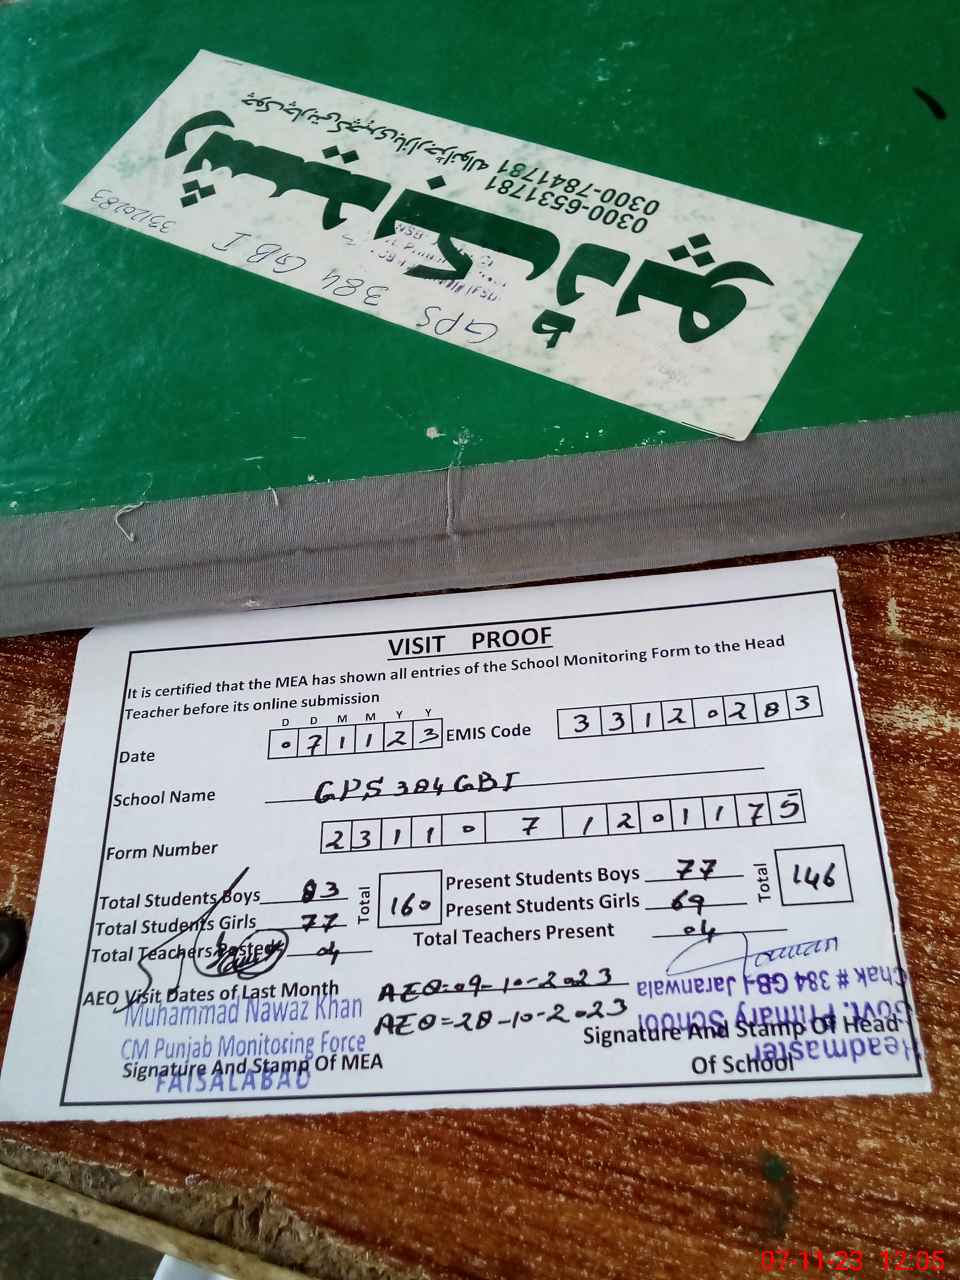 بک ڈپو
0300-6531781
0300-7841781
کچہری بازار جڑانوالہ
GPS 384 GB I
33120283
VISIT PROOF
It is certified that the MEA has shown all entries of the School Monitoring Form to the Head
Teacher before its online submission
D D M M Y Y
Date 0 7 1 1 2 3 EMIS Code 3 3 1 2 0 2 8 3
School Name GPS 384 GBI
Form Number 2 3 1 1 0 7 1 2 0 1 1 7 5
Total Students Boys 83 Total 160 Present Students Boys 77 Total 146
Total Students Girls 77 Present Students Girls 69
Total Teachers Posted 04 Total Teachers Present 04
AEO Visit Dates of Last Month AEO=09-10-2023
AEO=28-10-2023
Muhammad Nawaz Khan
CM Punjab Monitoring Force
FAISALABAD
Signature And Stamp Of MEA
Signature And Stamp Of Head
Of School
Headmaster
Govt. Primary School
Chak # 384 GB-I Jaranwala
07-11-23 12:05